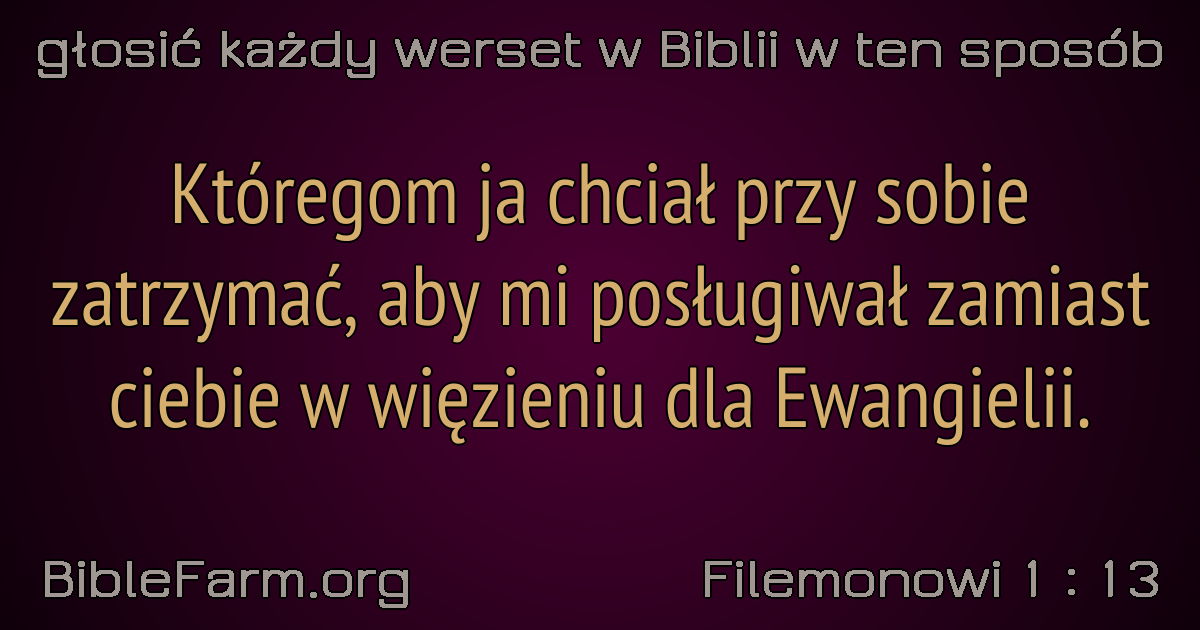 głosić każdy werset w Biblii w ten sposób
Któregom ja chciał przy sobie
zatrzymać, aby mi posługiwał zamiast
ciebie w więzieniu dla Ewangielii.
BibleFarm.org
Filemonowi 1 : 13